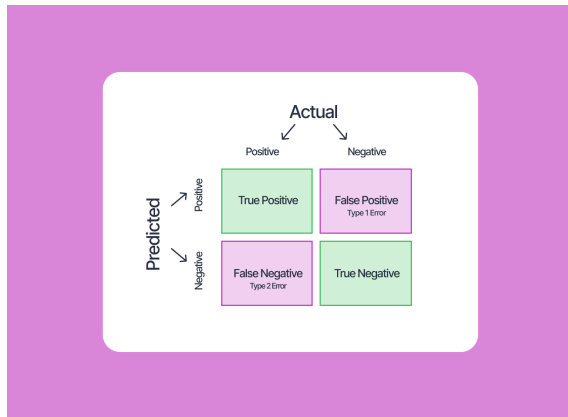 Actual
Positive
Negative
Predicted
Positive
True Positive
False Positive
Type 1 Error
Negative
False Negative
Type 2 Error
True Negative